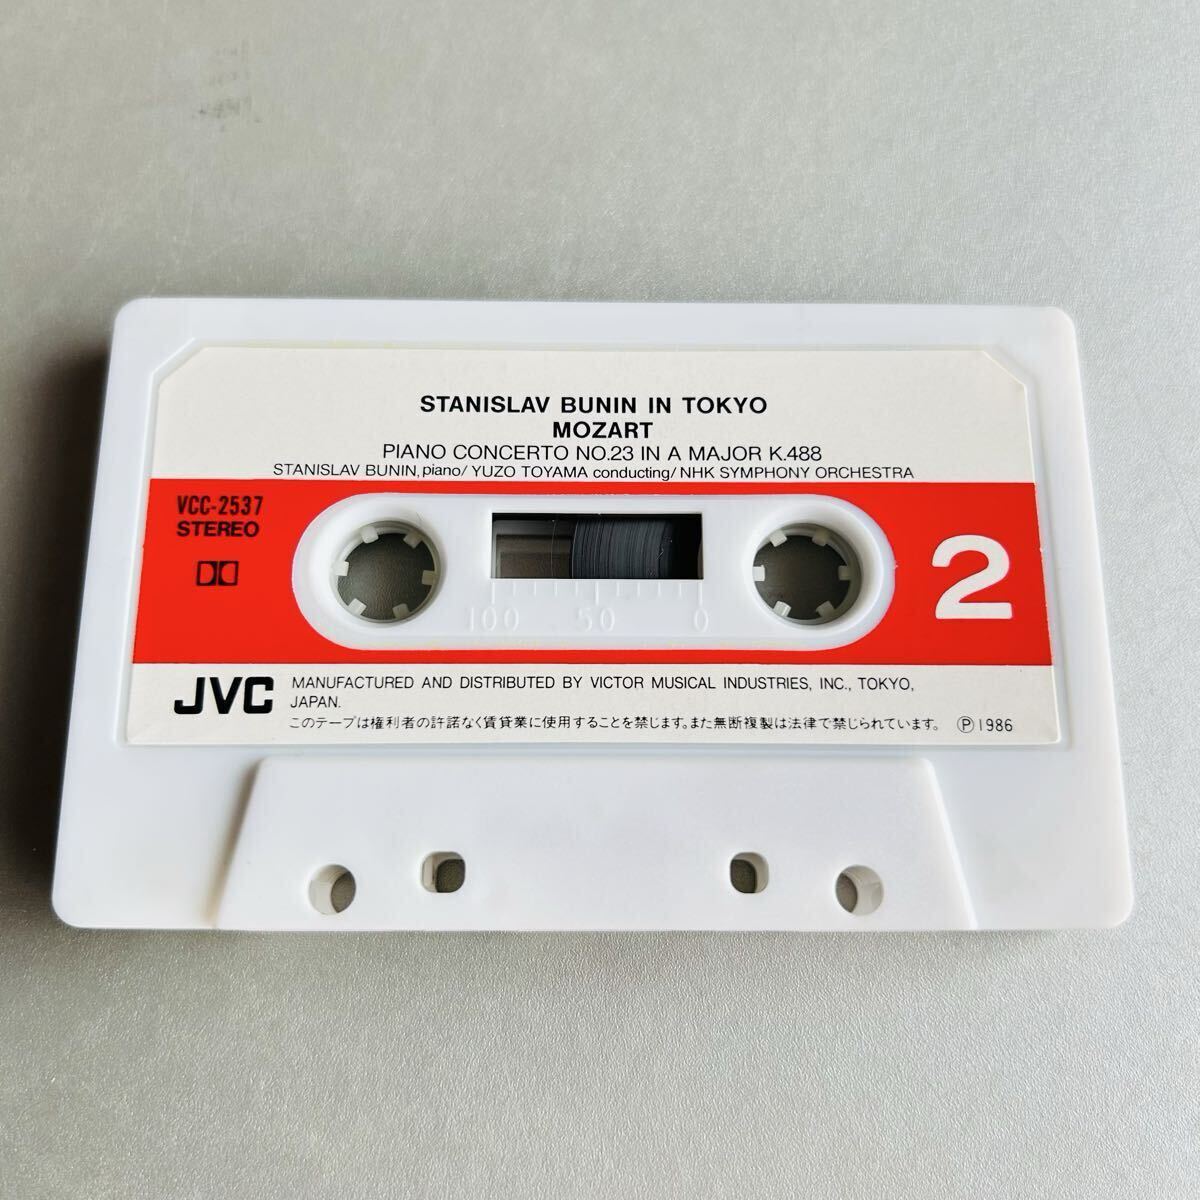 STANISLAV BUNIN IN TOKYO
MOZART
PIANO CONCERTO NO.23 IN A MAJOR K.488
STANISLAV BUNIN, piano/ YUZO TOYAMA conducting/ NHK SYMPHONY ORCHESTRA
VCC-2537
STEREO
2
100 50 0
JVC
MANUFACTURED AND DISTRIBUTED BY VICTOR MUSICAL INDUSTRIES, INC., TOKYO,
JAPAN.
このテープは権利者の許諾なく賃貸業に使用することを禁じます。また無断複製は法律で禁じられています。 Ⓟ1986